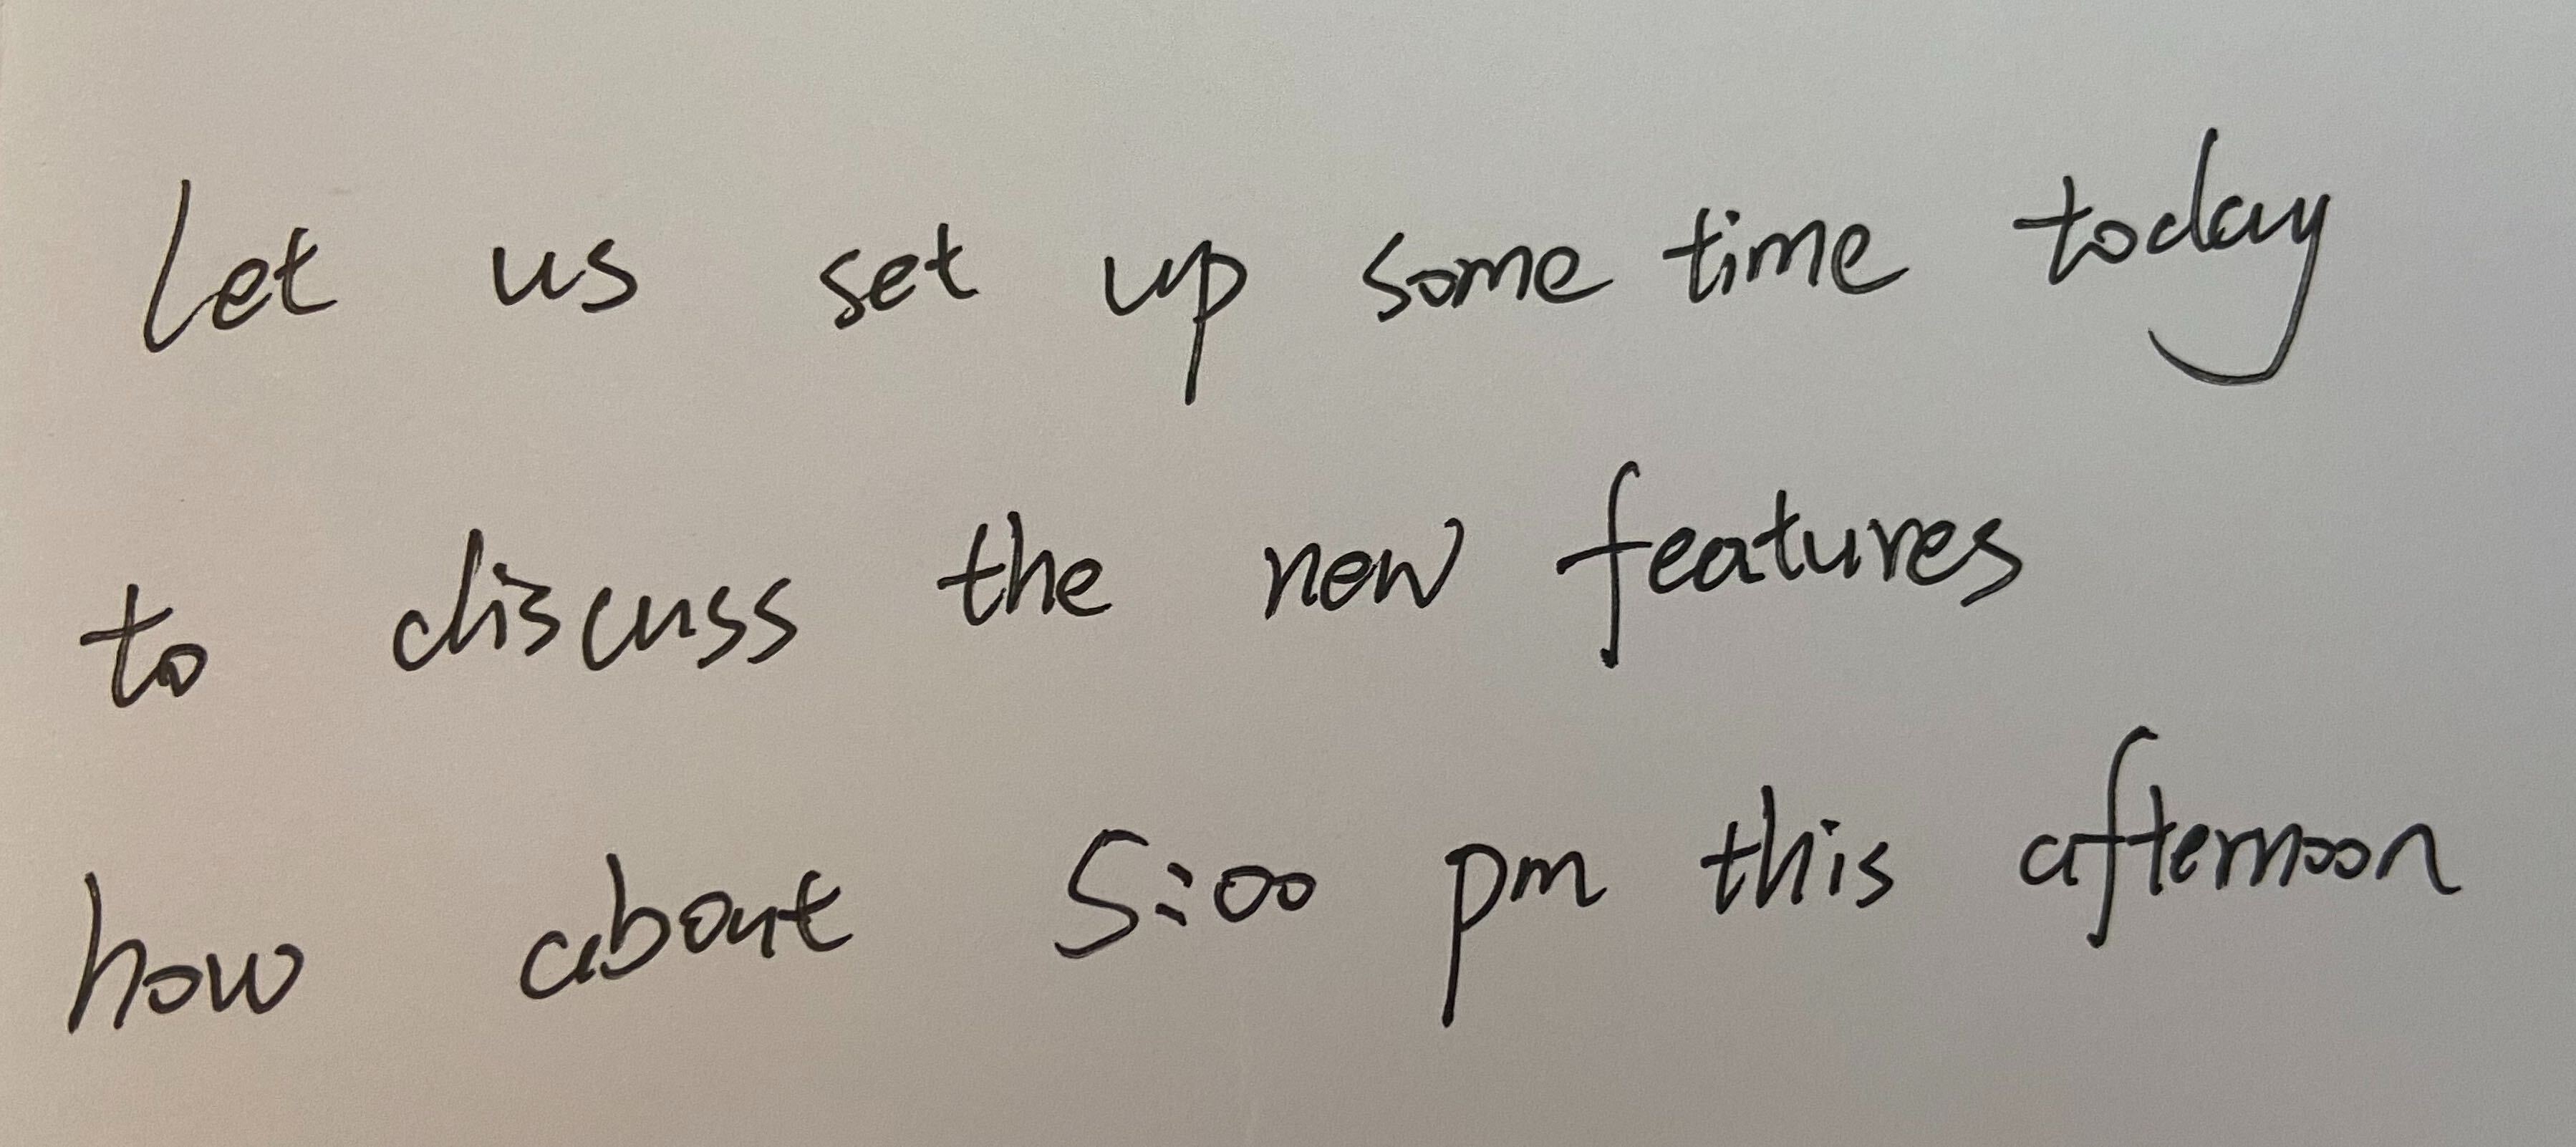 Let us set up some time today
to discuss the new features
how about 5:00 pm this afternoon